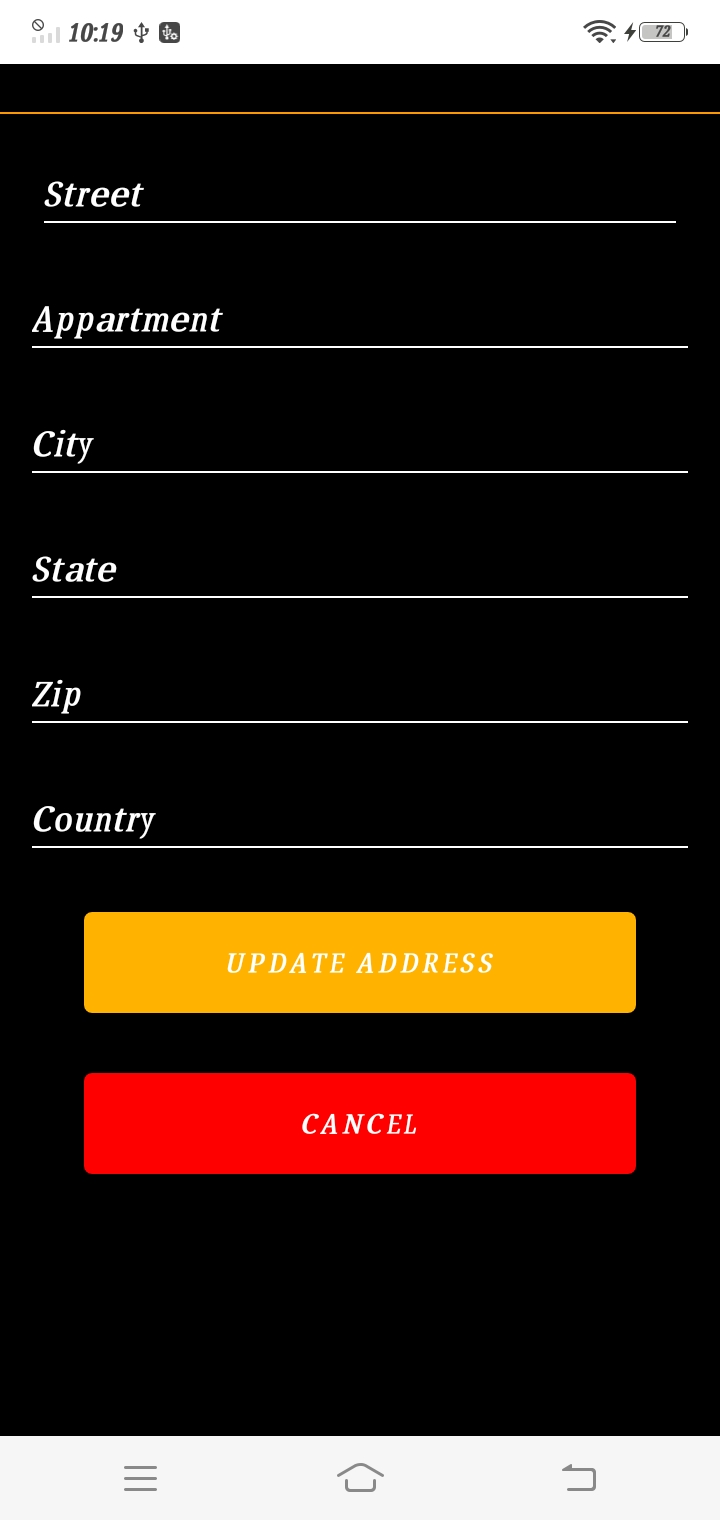 10:19
72
Street
Appartment
City
State
Zip
Country
UPDATE ADDRESS
CANCEL